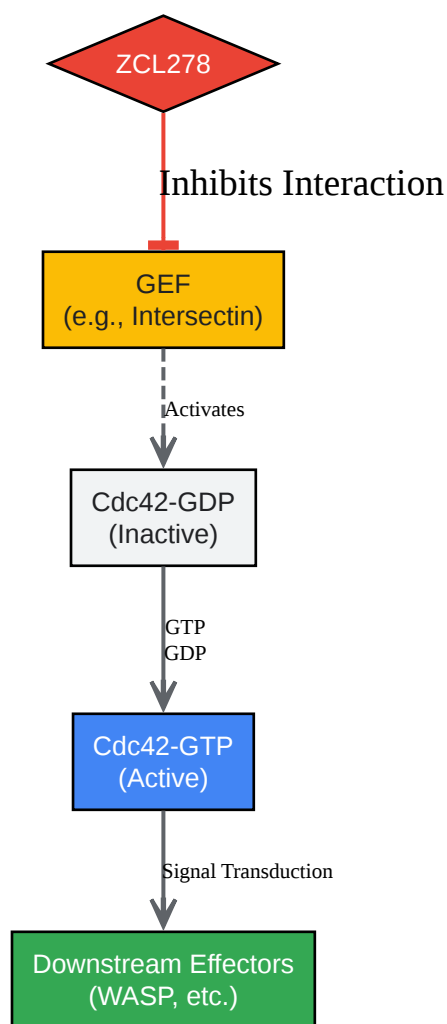 ZCL278
Inhibits Interaction
GEF
(e.g., Intersectin)
Activates
Cdc42-GDP
(Inactive)
GTP
GDP
Cdc42-GTP
(Active)
Signal Transduction
Downstream Effectors
(WASP, etc.)